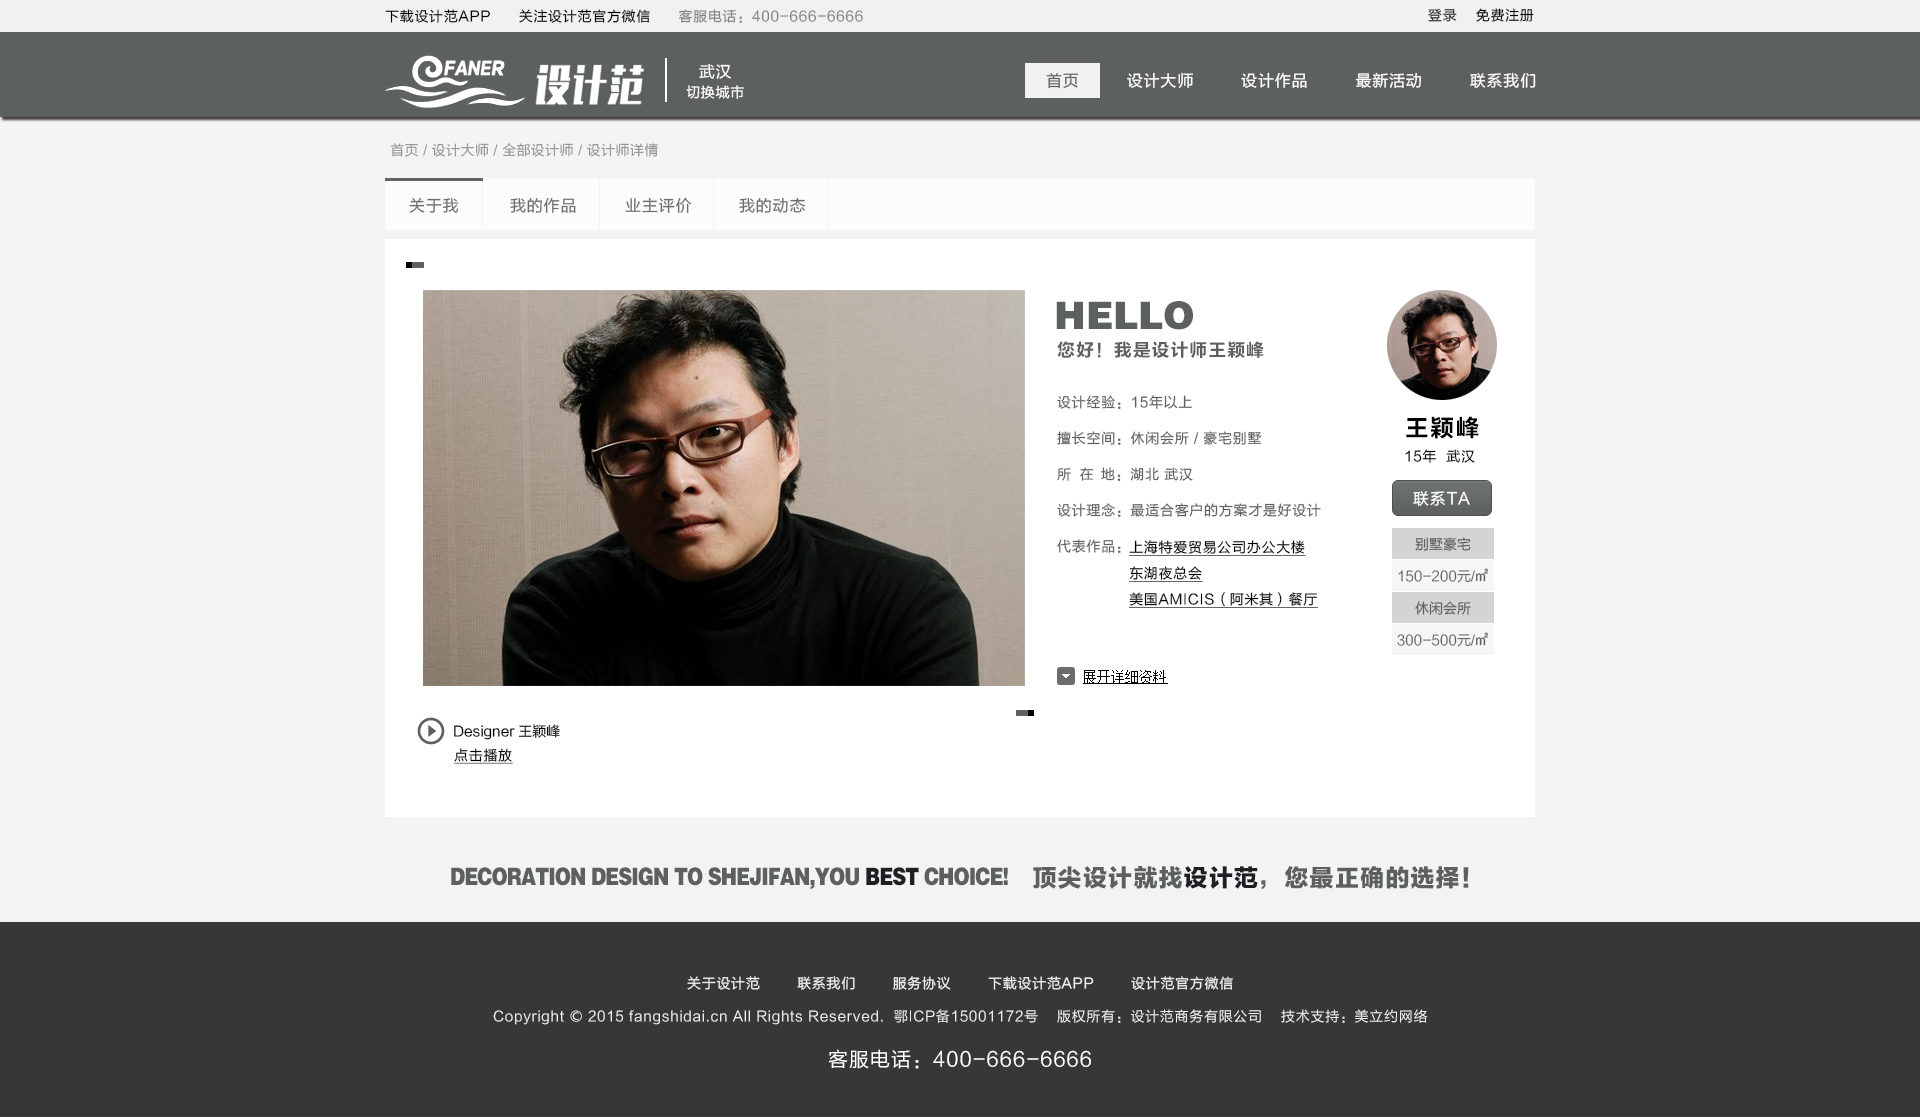 下载设计范APP 关注设计范官方微信 客服电话：400-666-6666 登录 免费注册
FANER 设计范
武汉
切换城市
首页 设计大师 设计作品 最新活动 联系我们
首页 / 设计大师 / 全部设计师 / 设计师详情
关于我 我的作品 业主评价 我的动态
HELLO
您好！我是设计师王颖峰
设计经验：15年以上
擅长空间：休闲会所 / 豪宅别墅
所 在 地：湖北 武汉
设计理念：最适合客户的方案才是好设计
代表作品：上海特爱贸易公司办公大楼
东湖夜总会
美国AMICIS（阿米其）餐厅
展开详细资料
王颖峰
15年 武汉
联系TA
别墅豪宅
150-200元/㎡
休闲会所
300-500元/㎡
Designer 王颖峰
点击播放
DECORATION DESIGN TO SHEJIFAN,YOU BEST CHOICE! 顶尖设计就找设计范，您最正确的选择！
关于设计范 联系我们 服务协议 下载设计范APP 设计范官方微信
Copyright © 2015 fangshidai.cn All Rights Reserved. 鄂ICP备15001172号 版权所有：设计范商务有限公司 技术支持：美立约网络
客服电话：400-666-6666